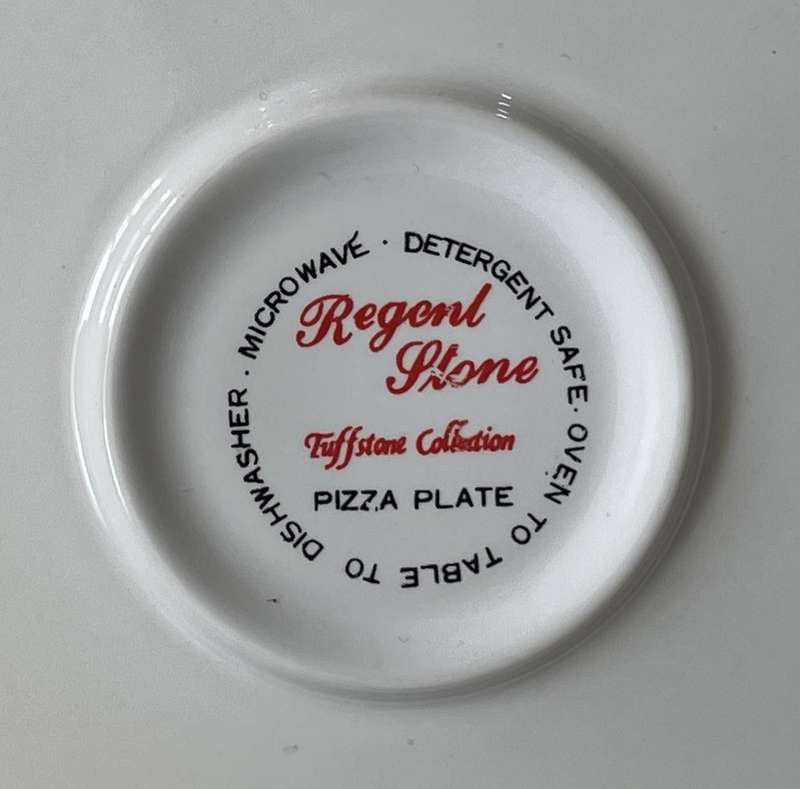 MICROWAVE · DETERGENT SAFE · OVEN TO TABLE TO DISHWASHER ·
Regent
Stone
Tuffstone Collection
PIZZA PLATE